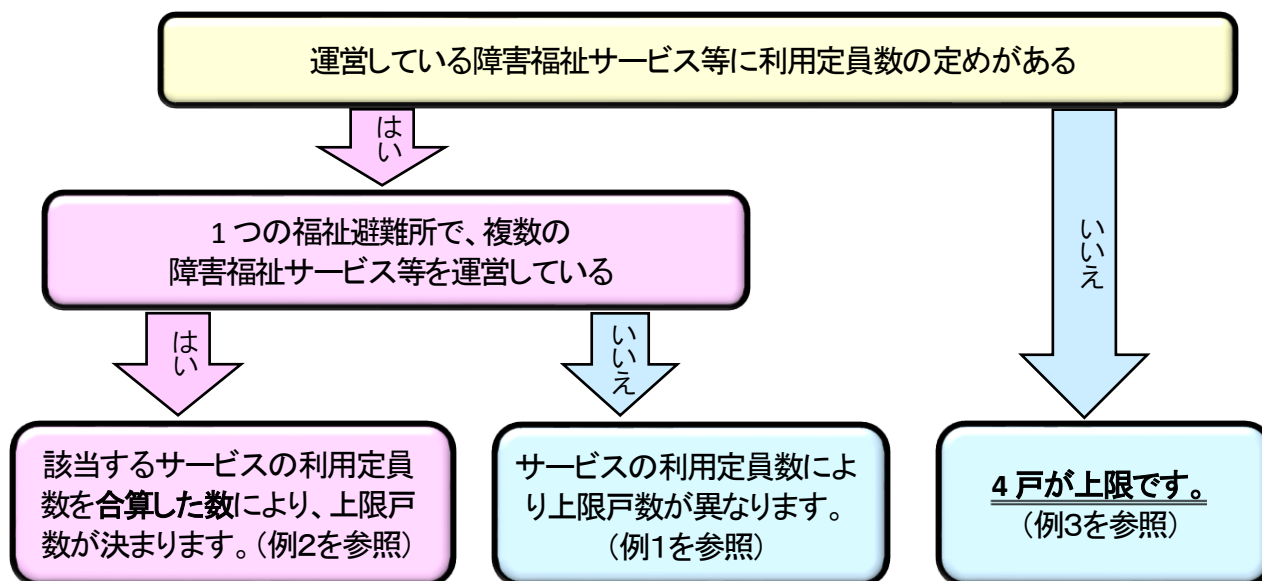 運営している障害福祉サービス等に利用定員数の定めがある
はい
いいえ
1つの福祉避難所で、複数の
障害福祉サービス等を運営している
はい
いいえ
該当するサービスの利用定員
数を合算した数により、上限戸
数が決まります。（例2を参照）
サービスの利用定員数によ
り上限戸数が異なります。
（例1を参照）
4戸が上限です。
（例3を参照）